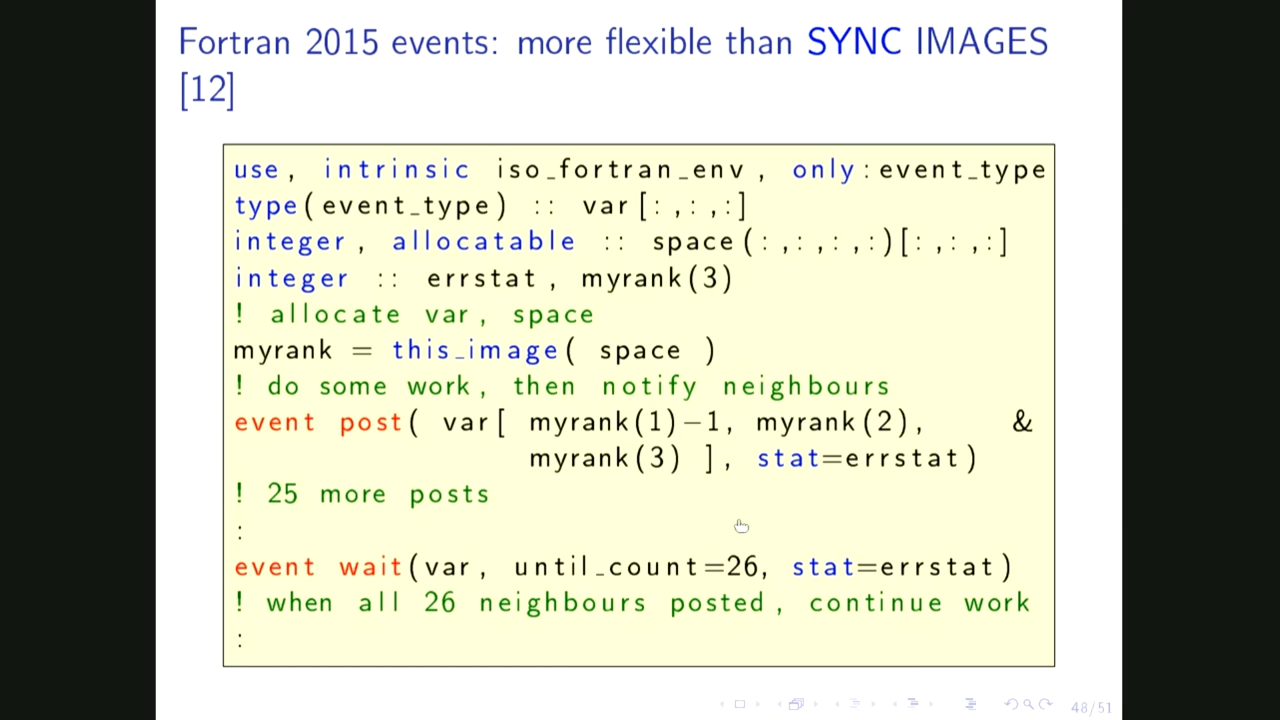 Fortran 2015 events: more flexible than SYNC IMAGES
[12]
use, intrinsic iso_fortran_env, only:event_type
type(event_type) :: var[:,:,:]
integer, allocatable :: space(:,:,:,:)[:,:,:]
integer :: errstat, myrank(3)
! allocate var, space
myrank = this_image( space )
! do some work, then notify neighbours
event post( var[ myrank(1)-1, myrank(2), &
myrank(3) ], stat=errstat)
! 25 more posts
:
event wait(var, until_count=26, stat=errstat)
! when all 26 neighbours posted, continue work
:
48/51